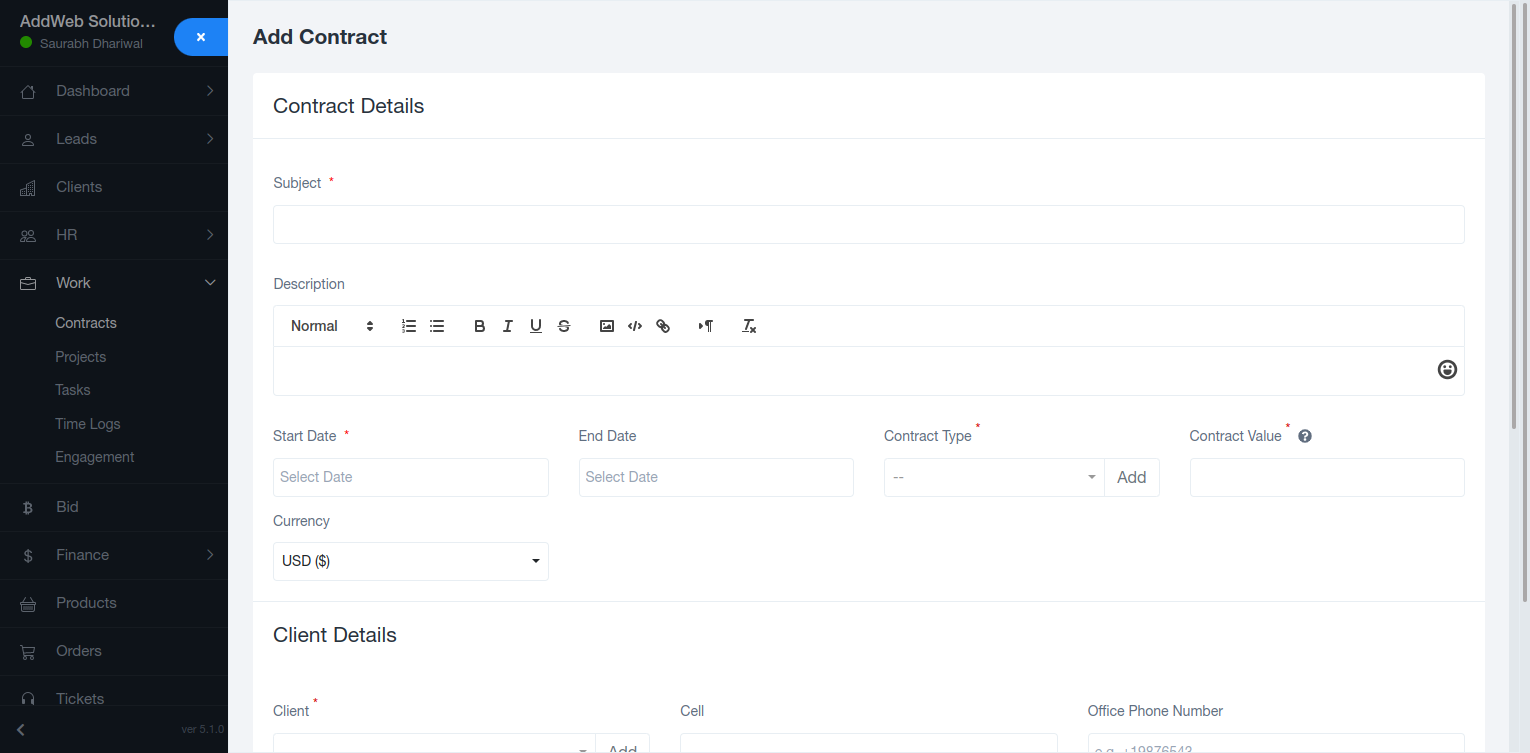 AddWeb Solutio...
Saurabh Dhariwal
Dashboard
Leads
Clients
HR
Work
Contracts
Projects
Tasks
Time Logs
Engagement
Bid
Finance
Products
Orders
Tickets
ver 5.1.0
Add Contract
Contract Details
Subject *
Description
Normal
Start Date * End Date Contract Type * Contract Value *
Select Date Select Date -- Add
Currency
USD ($)
Client Details
Client * Cell Office Phone Number
Add e.g. +19876543